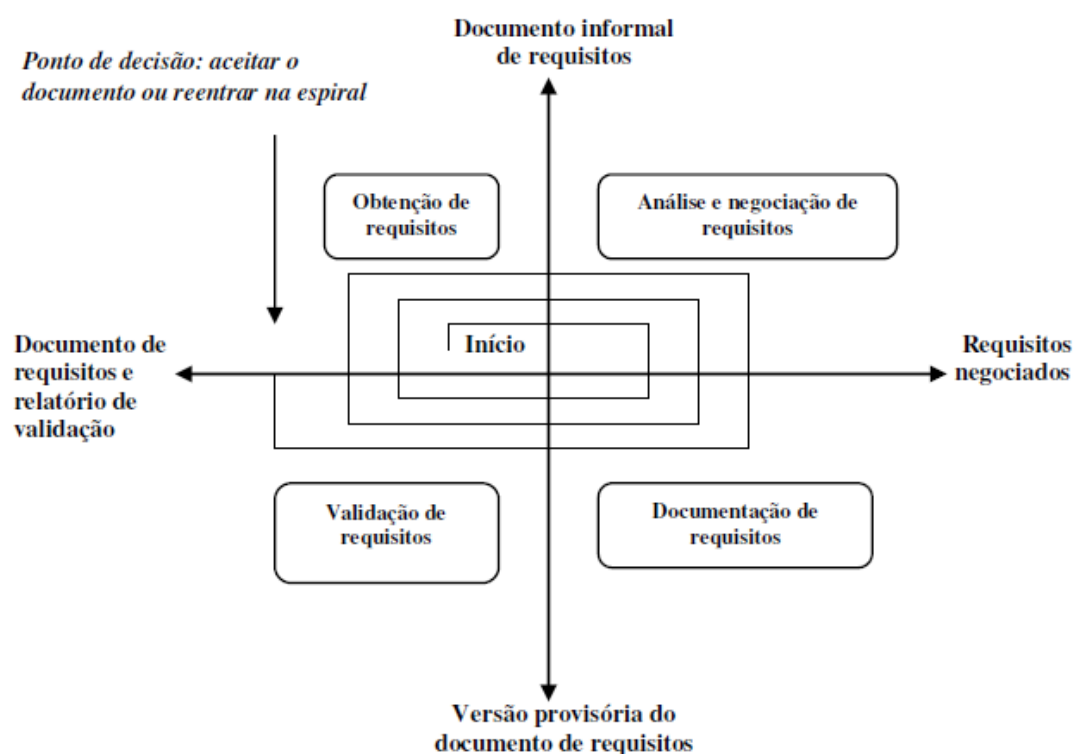 Documento informal
de requisitos
Ponto de decisão: aceitar o
documento ou reentrar na espiral
Obtenção de
requisitos
Análise e negociação de
requisitos
Início
Documento de
requisitos e
relatório de
validação
Requisitos
negociados
Validação de
requisitos
Documentação de
requisitos
Versão provisória do
documento de requisitos